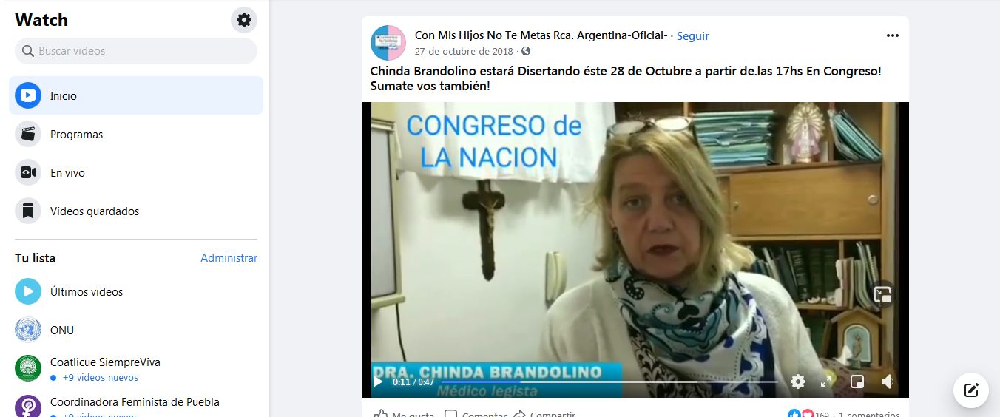 Watch
Buscar videos
Inicio
Programas
En vivo
Videos guardados
Tu lista
Administrar
Últimos videos
ONU
Coatlicue SiempreViva
+9 videos nuevos
Coordinadora Feminista de Puebla
+9 videos nuevos
Con Mis Hijos No Te Metas Rca. Argentina-Oficial- · Seguir
27 de octubre de 2018 ·
Chinda Brandolino estará Disertando éste 28 de Octubre a partir de.las 17hs En Congreso!
Sumate vos también!
CONGRESO de
LA NACION
DRA. CHINDA BRANDOLINO
0:11 / 0:47
Médico legista
Me gusta
Comentar
Compartir
169 · 1 comentarios